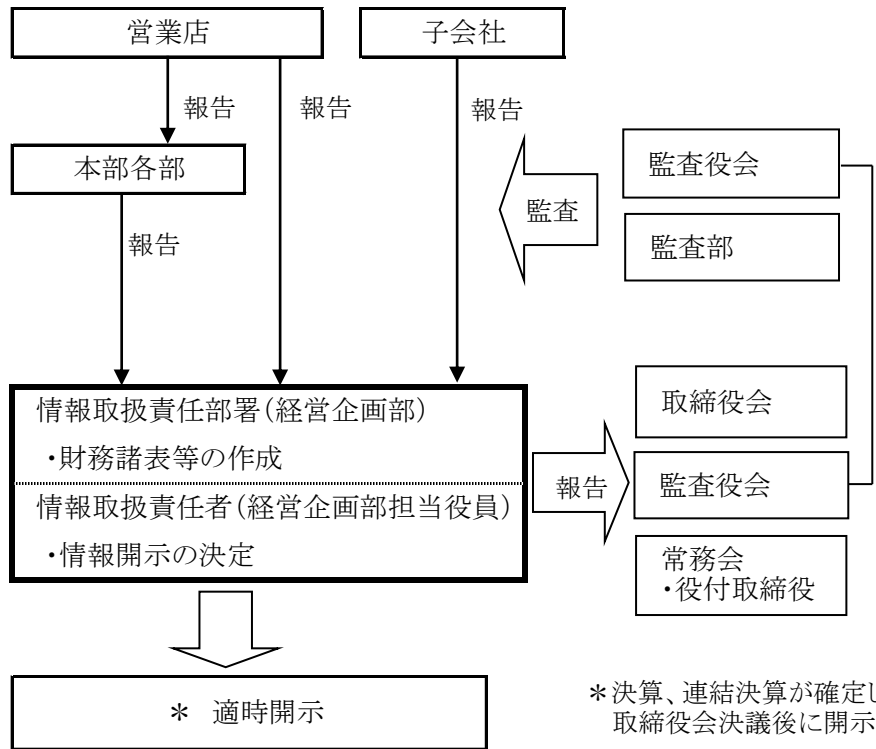 営業店
子会社
報告
報告
報告
本部各部
監査役会
監査
監査部
報告
情報取扱責任部署(経営企画部)
・財務諸表等の作成
情報取扱責任者(経営企画部担当役員)
・情報開示の決定
報告
取締役会
監査役会
常務会
・役付取締役
＊ 適時開示
＊決算、連結決算が確定し
取締役会決議後に開示